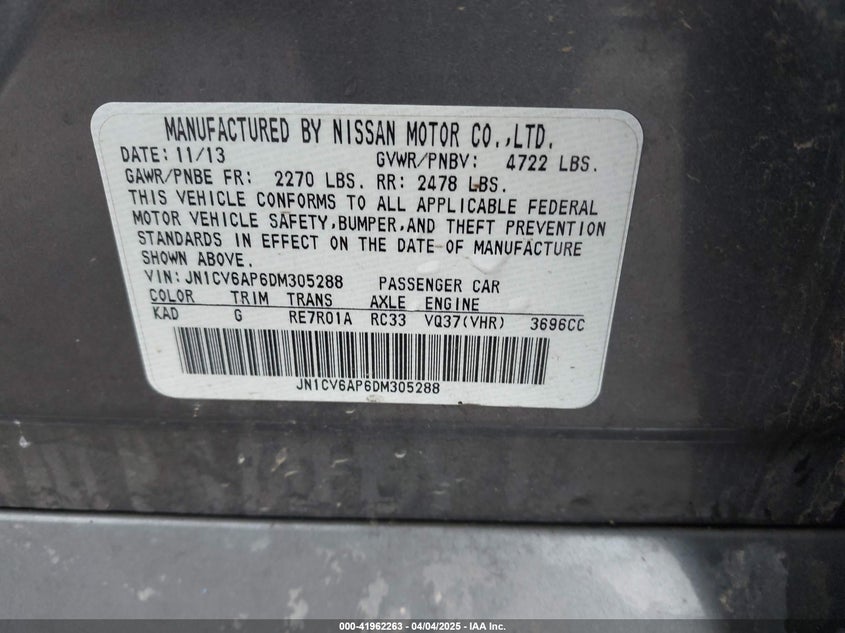 MANUFACTURED BY NISSAN MOTOR CO.,LTD.
DATE: 11/13 GVWR/PNBV: 4722 LBS.
GAWR/PNBE FR: 2270 LBS. RR: 2478 LBS.
THIS VEHICLE CONFORMS TO ALL APPLICABLE FEDERAL
MOTOR VEHICLE SAFETY,BUMPER,AND THEFT PREVENTION
STANDARDS IN EFFECT ON THE DATE OF MANUFACTURE
SHOWN ABOVE.
VIN: JN1CV6AP6DM305288 PASSENGER CAR
COLOR TRIM TRANS AXLE ENGINE
KAD G RE7R01A RC33 VQ37(VHR) 3696CC
JN1CV6AP6DM305288
000-41962263 - 04/04/2025 - IAA Inc.